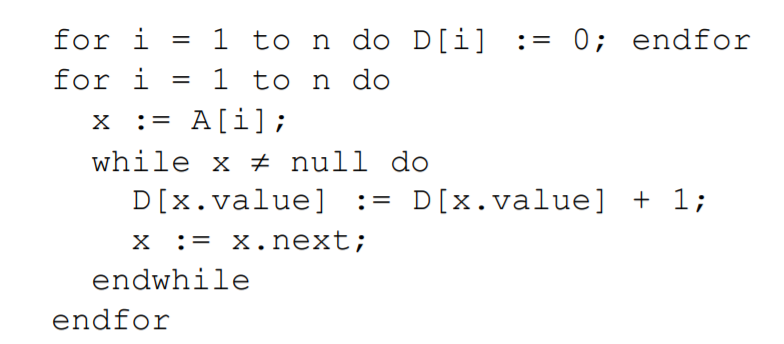 for i = 1 to n do D[i] := 0; endfor
for i = 1 to n do
x := A[i];
while x ≠ null do
D[x.value] := D[x.value] + 1;
x := x.next;
endwhile
endfor